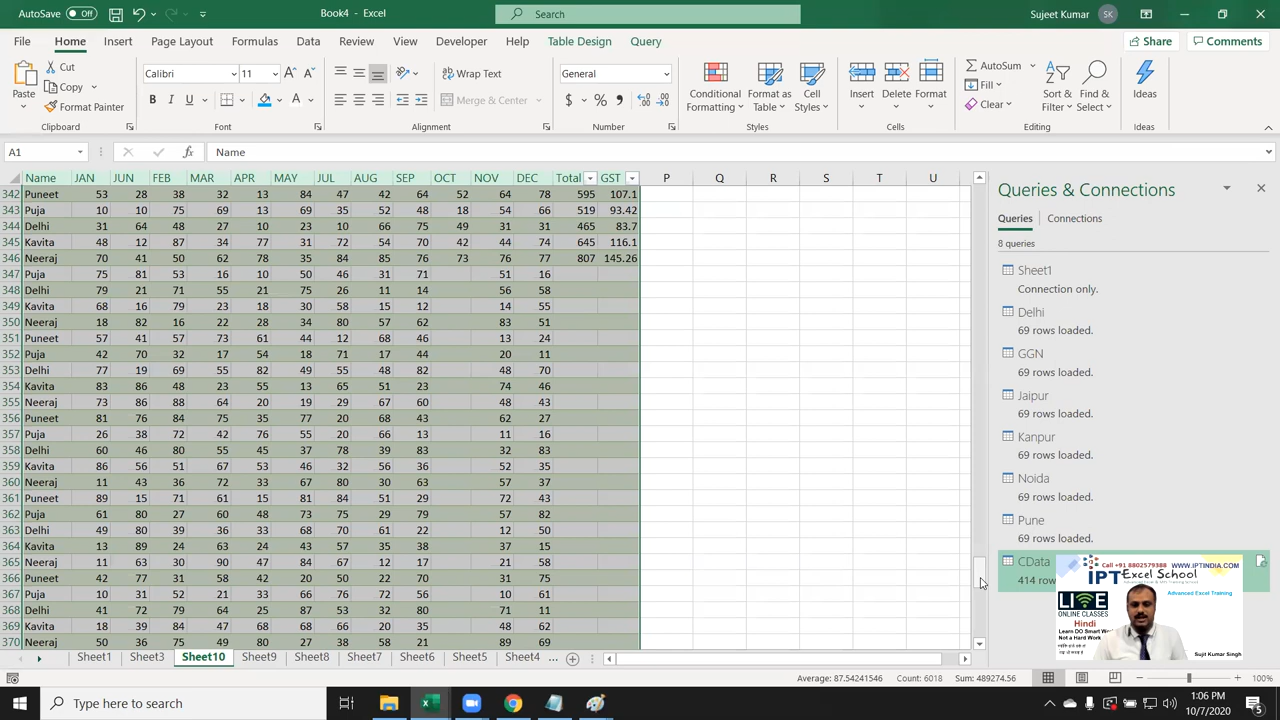 AutoSave Off Book4 - Excel Search Sujeet Kumar SK
File Home Insert Page Layout Formulas Data Review View Developer Help Table Design Query Share Comments
Paste Cut Copy Format Painter Clipboard
Calibri 11 B I U Font
Wrap Text Merge & Center Alignment
General $ % Number
Conditional Formatting Format as Table Cell Styles Styles
Insert Delete Format Cells
AutoSum Fill Clear Sort & Filter Find & Select Editing
Ideas Ideas
A1 fx Name
Name JAN JUN FEB MAR APR MAY JUL AUG SEP OCT NOV DEC Total GST P Q R S T U
342 Puneet 53 28 38 32 13 84 47 42 64 52 64 78 595 107.1
343 Puja 10 10 75 69 13 69 35 52 48 18 54 66 519 93.42
344 Delhi 31 64 48 27 10 23 10 66 75 49 31 31 465 83.7
345 Kavita 48 12 87 34 77 31 72 54 70 42 44 74 645 116.1
346 Neeraj 70 41 50 62 78 35 84 85 76 73 76 77 807 145.26
347 Puja 75 81 53 16 10 34 46 31 71 51 16
348 Delhi 79 21 71 55 21 21 26 11 14 56 58
349 Kavita 68 16 79 23 18 30 58 15 12 14 55
350 Neeraj 18 82 16 22 28 34 80 57 62 83 51
351 Puneet 57 41 57 73 61 44 12 68 46 13 24
352 Puja 42 70 32 17 54 18 71 17 44 20 11
353 Delhi 77 19 69 55 82 49 55 48 82 48 70
354 Kavita 83 86 48 23 55 13 65 51 23 74 46
355 Neeraj 73 86 88 64 20 19 29 67 60 48 43
356 Puneet 81 76 84 75 35 77 20 68 43 62 27
357 Puja 26 38 72 42 76 55 20 66 13 11 16
358 Delhi 60 46 80 55 45 37 78 39 83 32 83
359 Kavita 86 56 51 67 53 46 32 56 36 52 35
360 Neeraj 11 43 36 72 33 67 80 30 63 57 37
361 Puneet 89 15 71 61 15 81 84 51 29 72 43
362 Puja 61 80 27 60 48 73 75 29 79 57 82
363 Delhi 49 80 39 36 33 68 70 61 22 12 50
364 Kavita 13 89 24 63 24 43 57 35 38 37 15
365 Neeraj 11 63 30 90 47 84 67 12 17 21 58
366 Puneet 42 77 31 58 42 20 50 22 70 31 75
367 Puja 10 31 52 21 33 66 76 57 16 10 61
368 Delhi 41 72 79 64 25 87 53 32 80 71 11
369 Kavita 18 39 84 47 68 68 66 20 35 48 62
370 Neeraj 50 36 75 49 80 27 38 58 21 89 69
Queries & Connections
Queries Connections
8 queries
Sheet1
Connection only.
Delhi
69 rows loaded.
GGN
69 rows loaded.
Jaipur
69 rows loaded.
Kanpur
69 rows loaded.
Noida
69 rows loaded.
Pune
69 rows loaded.
CData
414 row
Call +91 8802579388 WWW.IPTINDIA.COM
IPT Excel School
Advanced Excel Training
LIVE
ONLINE CLASSES
Hindi
Learn DO Smart Work
Not a Hard Work
Sujit Kumar Singh
Sheet1 Sheet3 Sheet10 Sheet9 Sheet8 Sheet7 Sheet6 Sheet5 Sheet4 ...
Average: 87.54241546 Count: 6018 Sum: 489274.56 100%
Type here to search 1:06 PM
10/7/2020 5